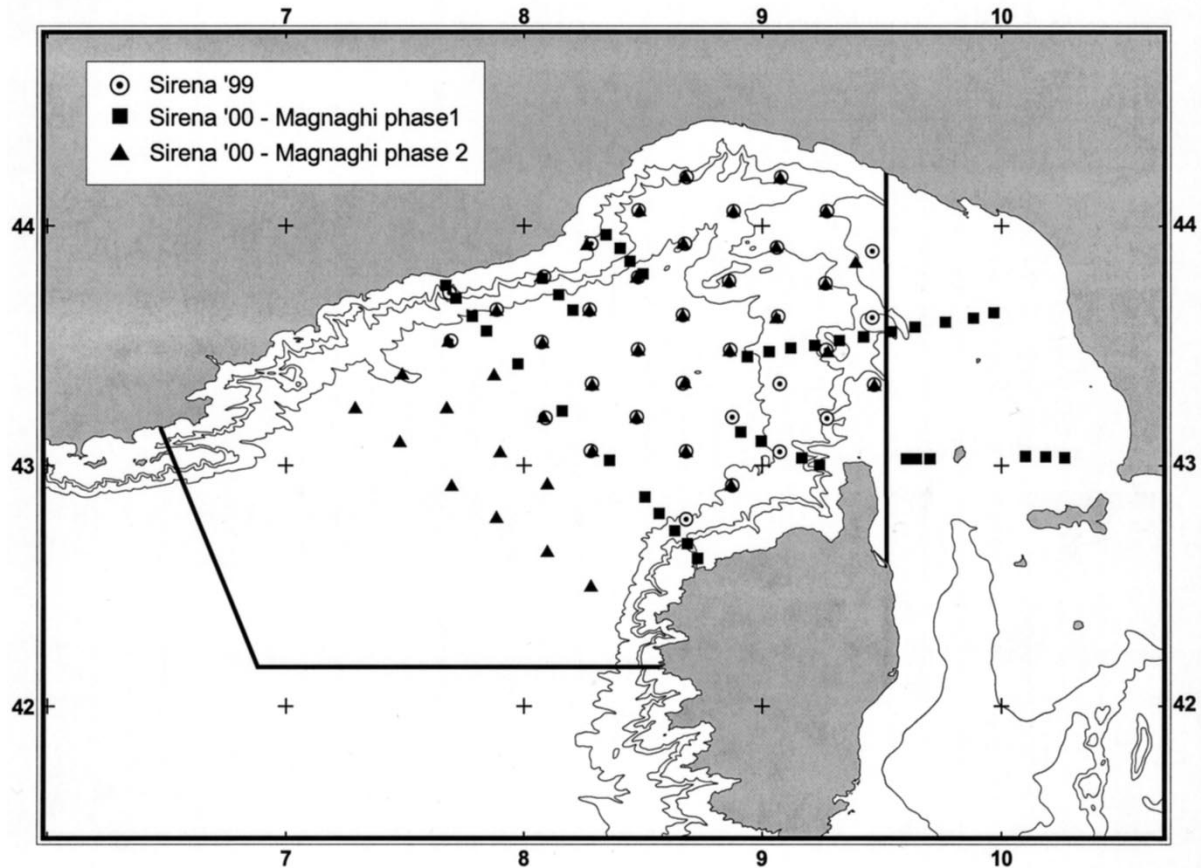 7 8 9 10
Sirena '99
Sirena '00 - Magnaghi phase1
Sirena '00 - Magnaghi phase 2
44 44
43 43
42 42
7 8 9 10